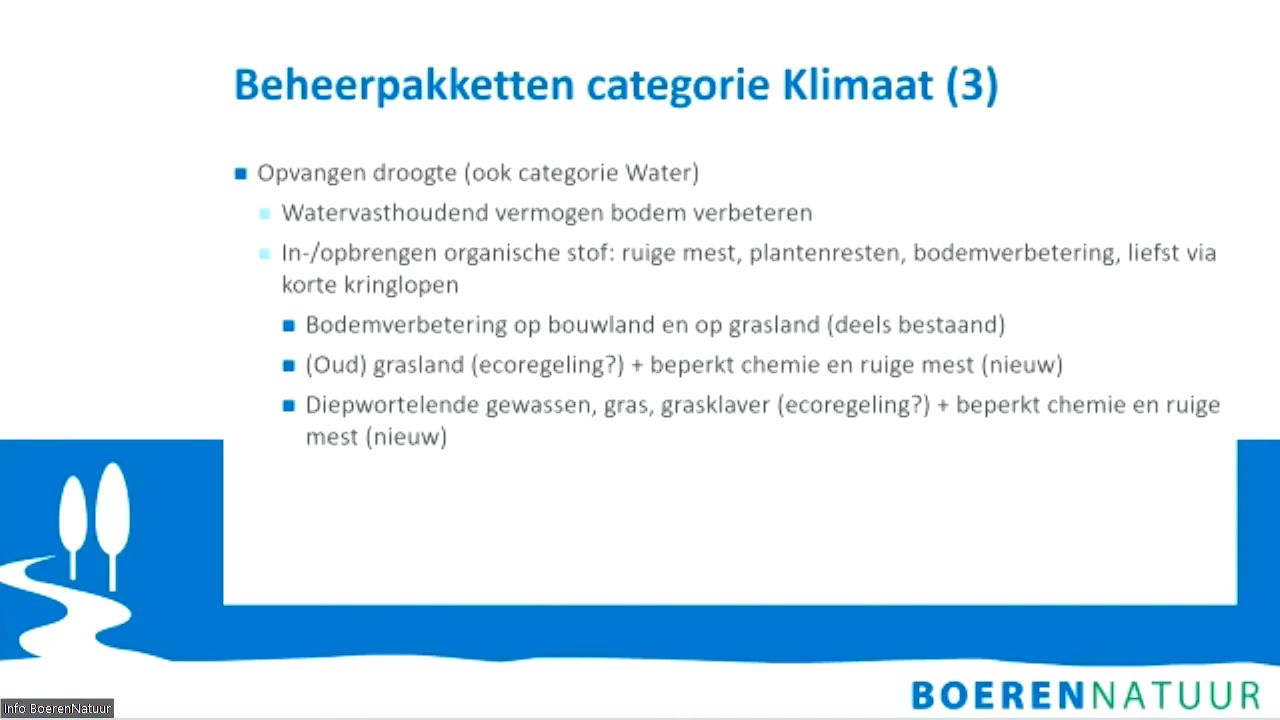 Beheerpakketten categorie Klimaat (3)
Opvangen droogte (ook categorie Water)
Watervasthoudend vermogen bodem verbeteren
In-/opbrengen organische stof: ruige mest, plantenresten, bodemverbetering, liefst via
korte kringlopen
Bodemverbetering op bouwland en op grasland (deels bestaand)
(Oud) grasland (ecoregeling?) + beperkt chemie en ruige mest (nieuw)
Diepwortelende gewassen, gras, grasklaver (ecoregeling?) + beperkt chemie en ruige
mest (nieuw)
BOERENNATUUR
Info BoerenNatuur